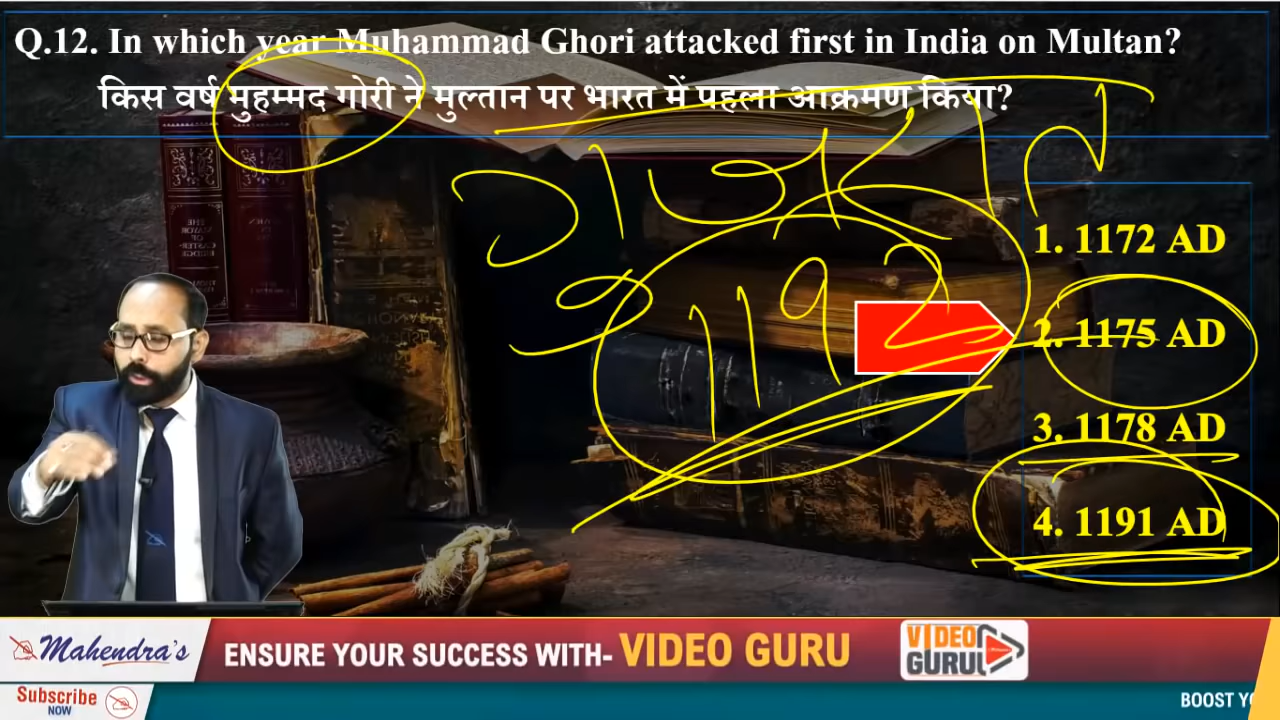 Q.12. In which year Muhammad Ghori attacked first in India on Multan?
किस वर्ष मुहम्मद गोरी ने मुल्तान पर भारत में पहला आक्रमण किया?
1192
1. 1172 AD
2. 1175 AD
3. 1178 AD
4. 1191 AD
Mahendra's
ENSURE YOUR SUCCESS WITH- VIDEO GURU
VIDEO
GURU
Subscribe
NOW
BOOST